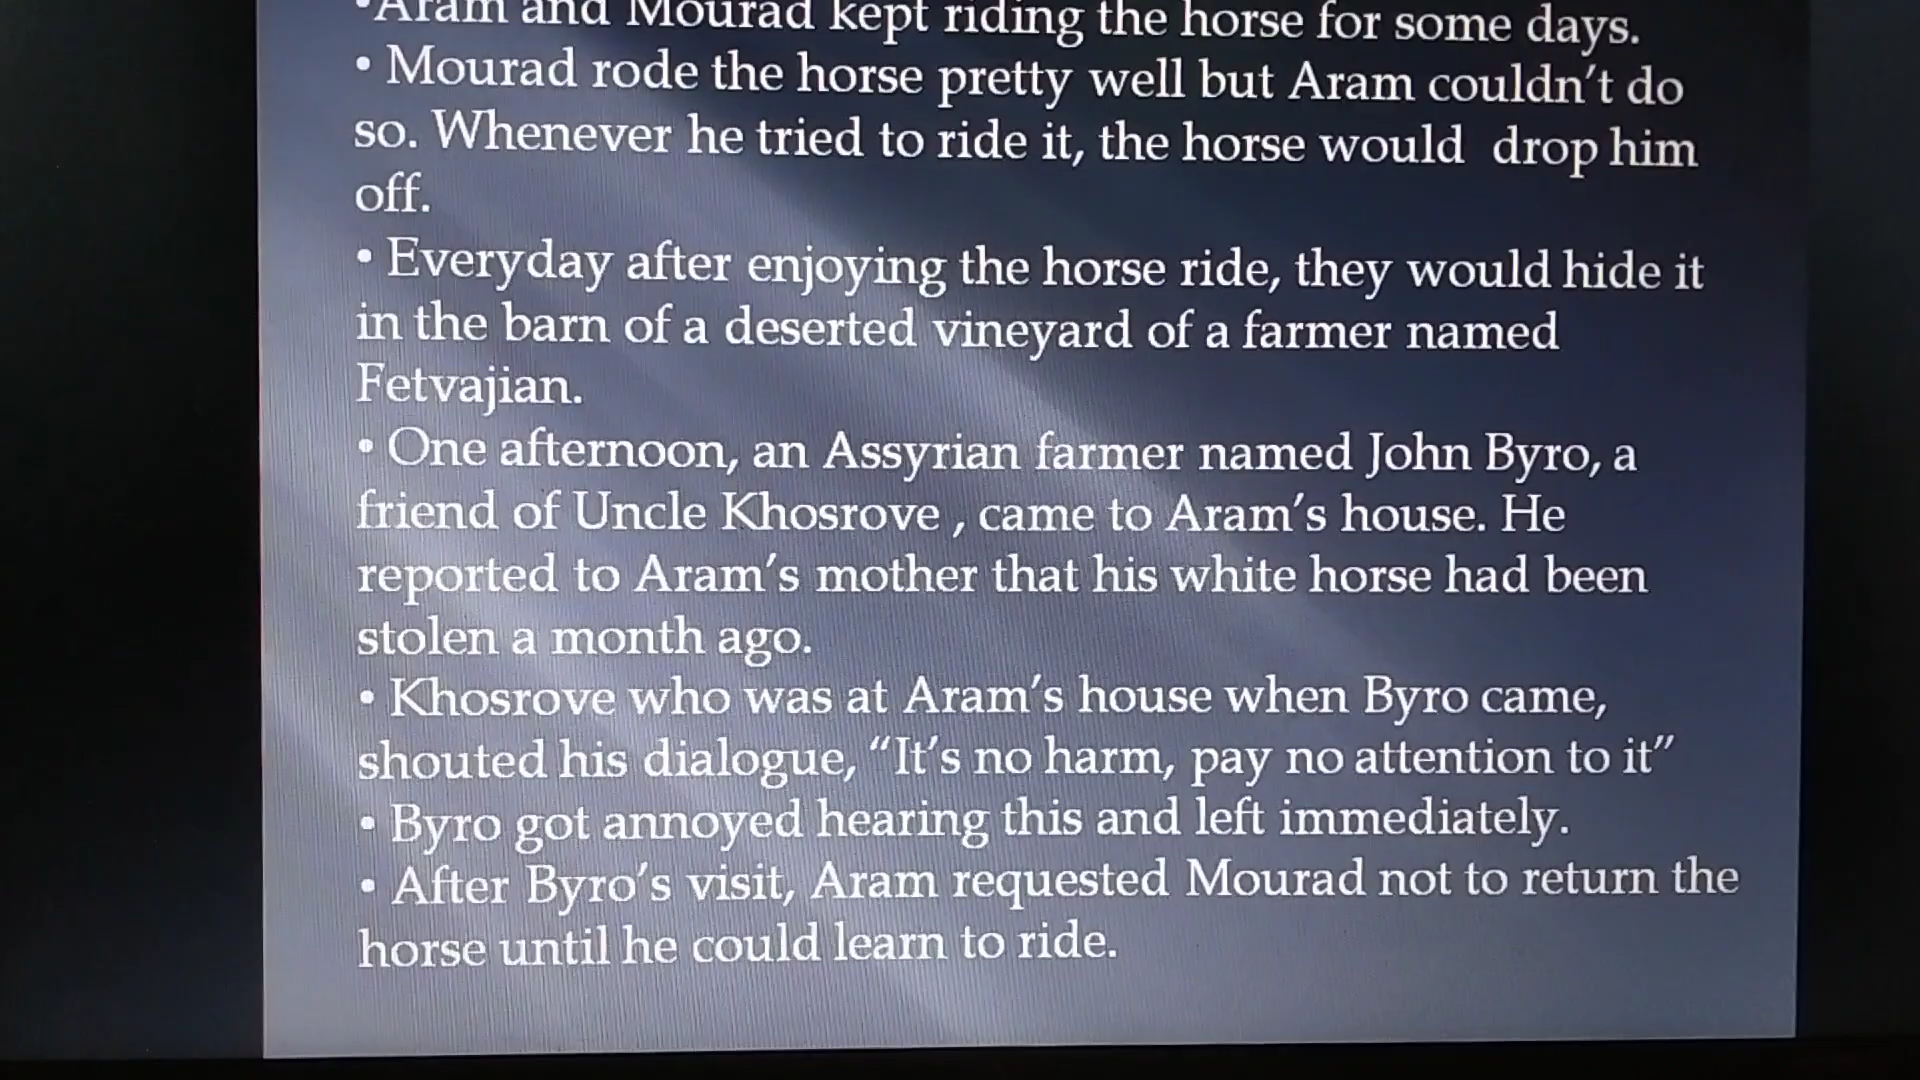 •Aram and Mourad kept riding the horse for some days.
• Mourad rode the horse pretty well but Aram couldn't do
so. Whenever he tried to ride it, the horse would drop him
off.
• Everyday after enjoying the horse ride, they would hide it
in the barn of a deserted vineyard of a farmer named
Fetvajian.
• One afternoon, an Assyrian farmer named John Byro, a
friend of Uncle Khosrove , came to Aram's house. He
reported to Aram's mother that his white horse had been
stolen a month ago.
• Khosrove who was at Aram's house when Byro came,
shouted his dialogue, “It's no harm, pay no attention to it”
• Byro got annoyed hearing this and left immediately.
• After Byro's visit, Aram requested Mourad not to return the
horse until he could learn to ride.